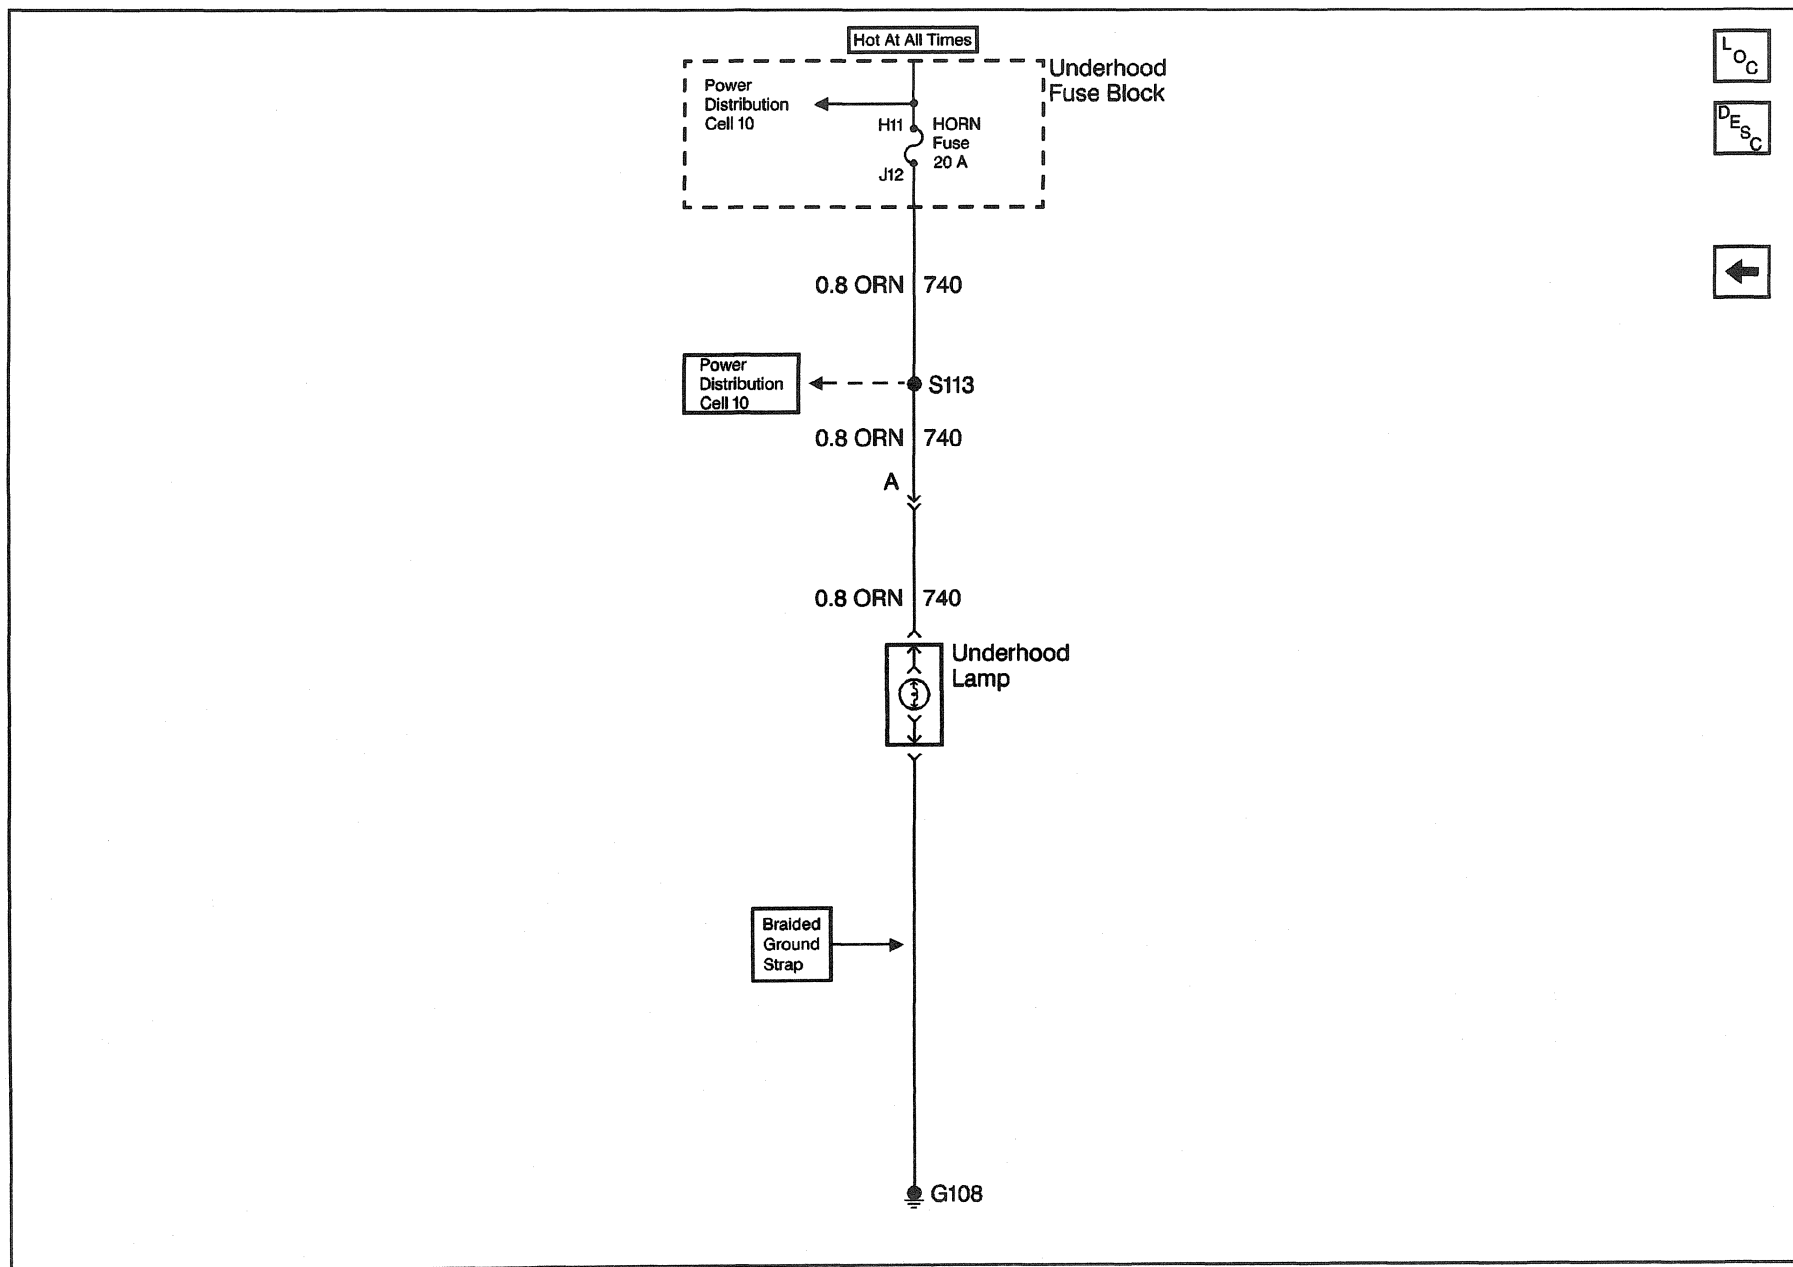 Hot At All Times
Underhood
Fuse Block
Power
Distribution
Cell 10
H11
HORN
Fuse
20 A
J12
0.8 ORN 740
Power
Distribution
Cell 10
S113
0.8 ORN 740
A
0.8 ORN 740
Underhood
Lamp
Braided
Ground
Strap
G108
LOC
DESC